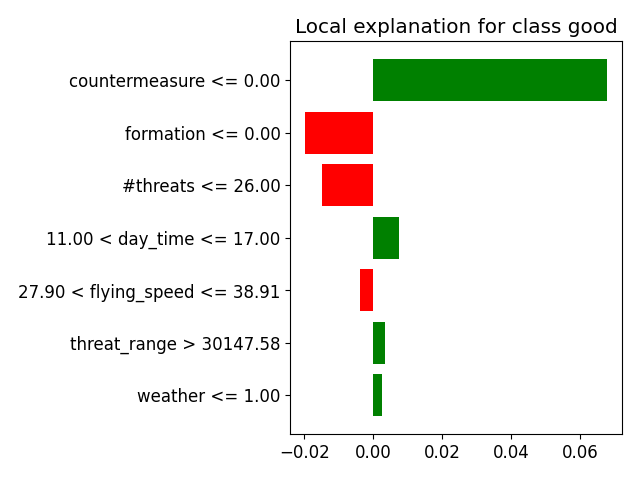 Local explanation for class good
countermeasure <= 0.00
formation <= 0.00
#threats <= 26.00
11.00 < day_time <= 17.00
27.90 < flying_speed <= 38.91
threat_range > 30147.58
weather <= 1.00
−0.02 0.00 0.02 0.04 0.06